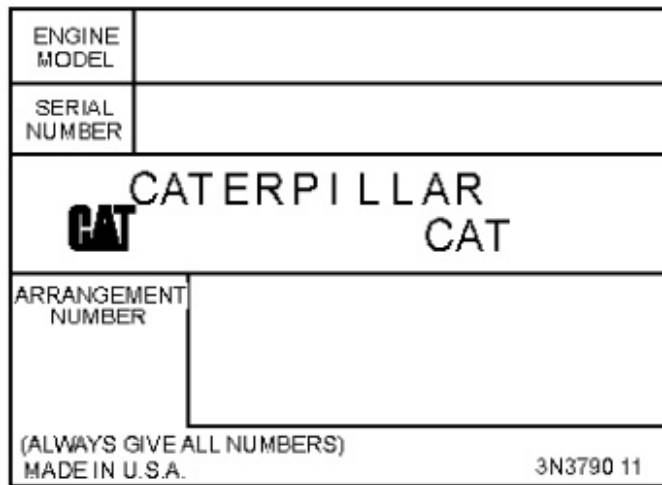 ENGINE
MODEL
SERIAL
NUMBER
CATERPILLAR
CAT
CAT
ARRANGEMENT
NUMBER
(ALWAYS GIVE ALL NUMBERS)
MADE IN U.S.A.
3N3790 11